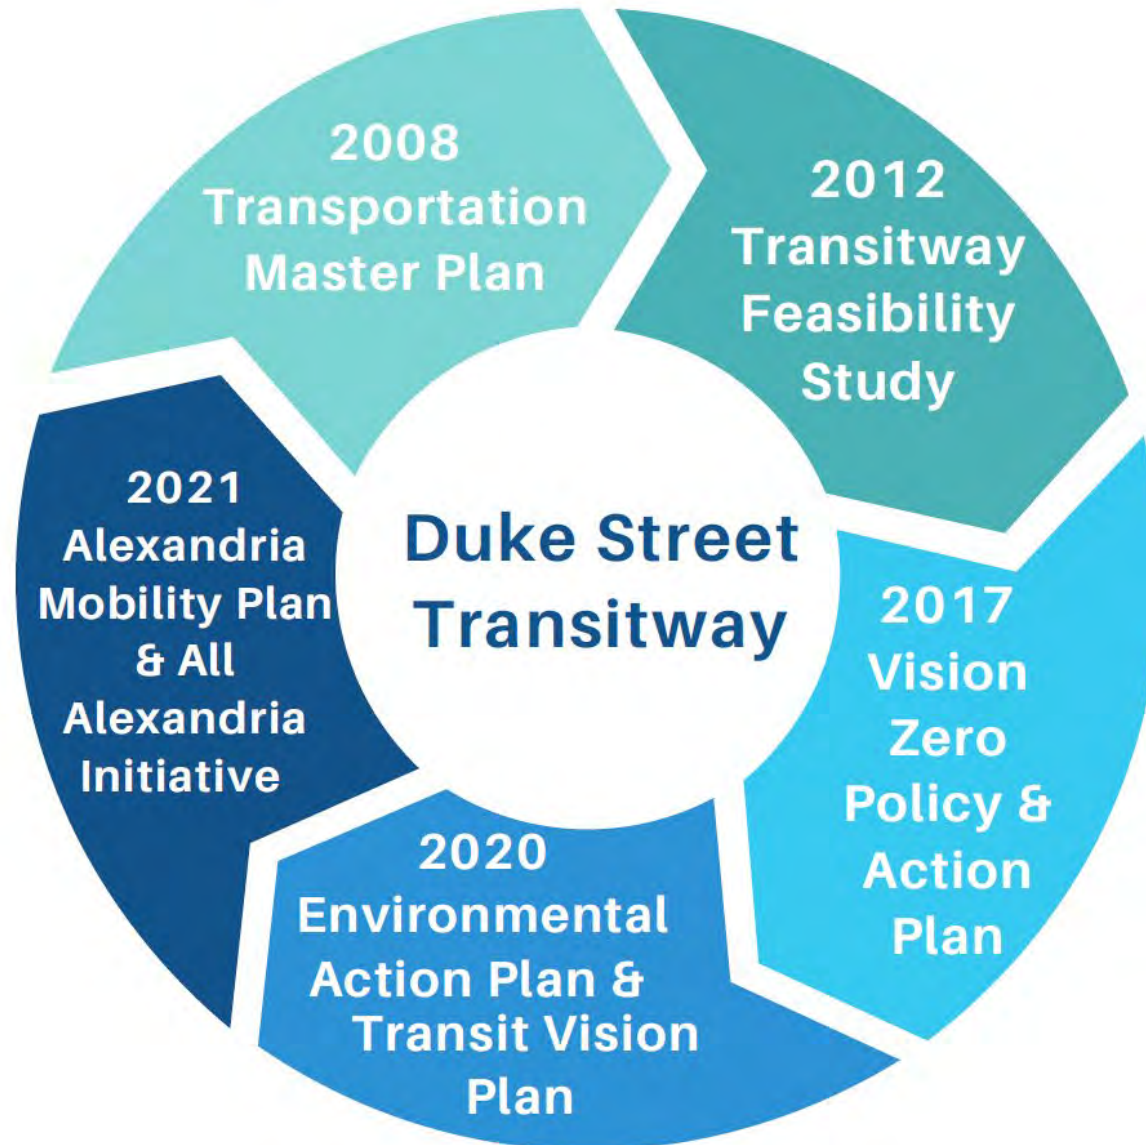 2008
Transportation
Master Plan
2012
Transitway
Feasibility
Study
2017
Vision
Zero
Policy &
Action
Plan
2020
Environmental
Action Plan &
Transit Vision
Plan
2021
Alexandria
Mobility Plan
& All
Alexandria
Initiative
Duke Street
Transitway